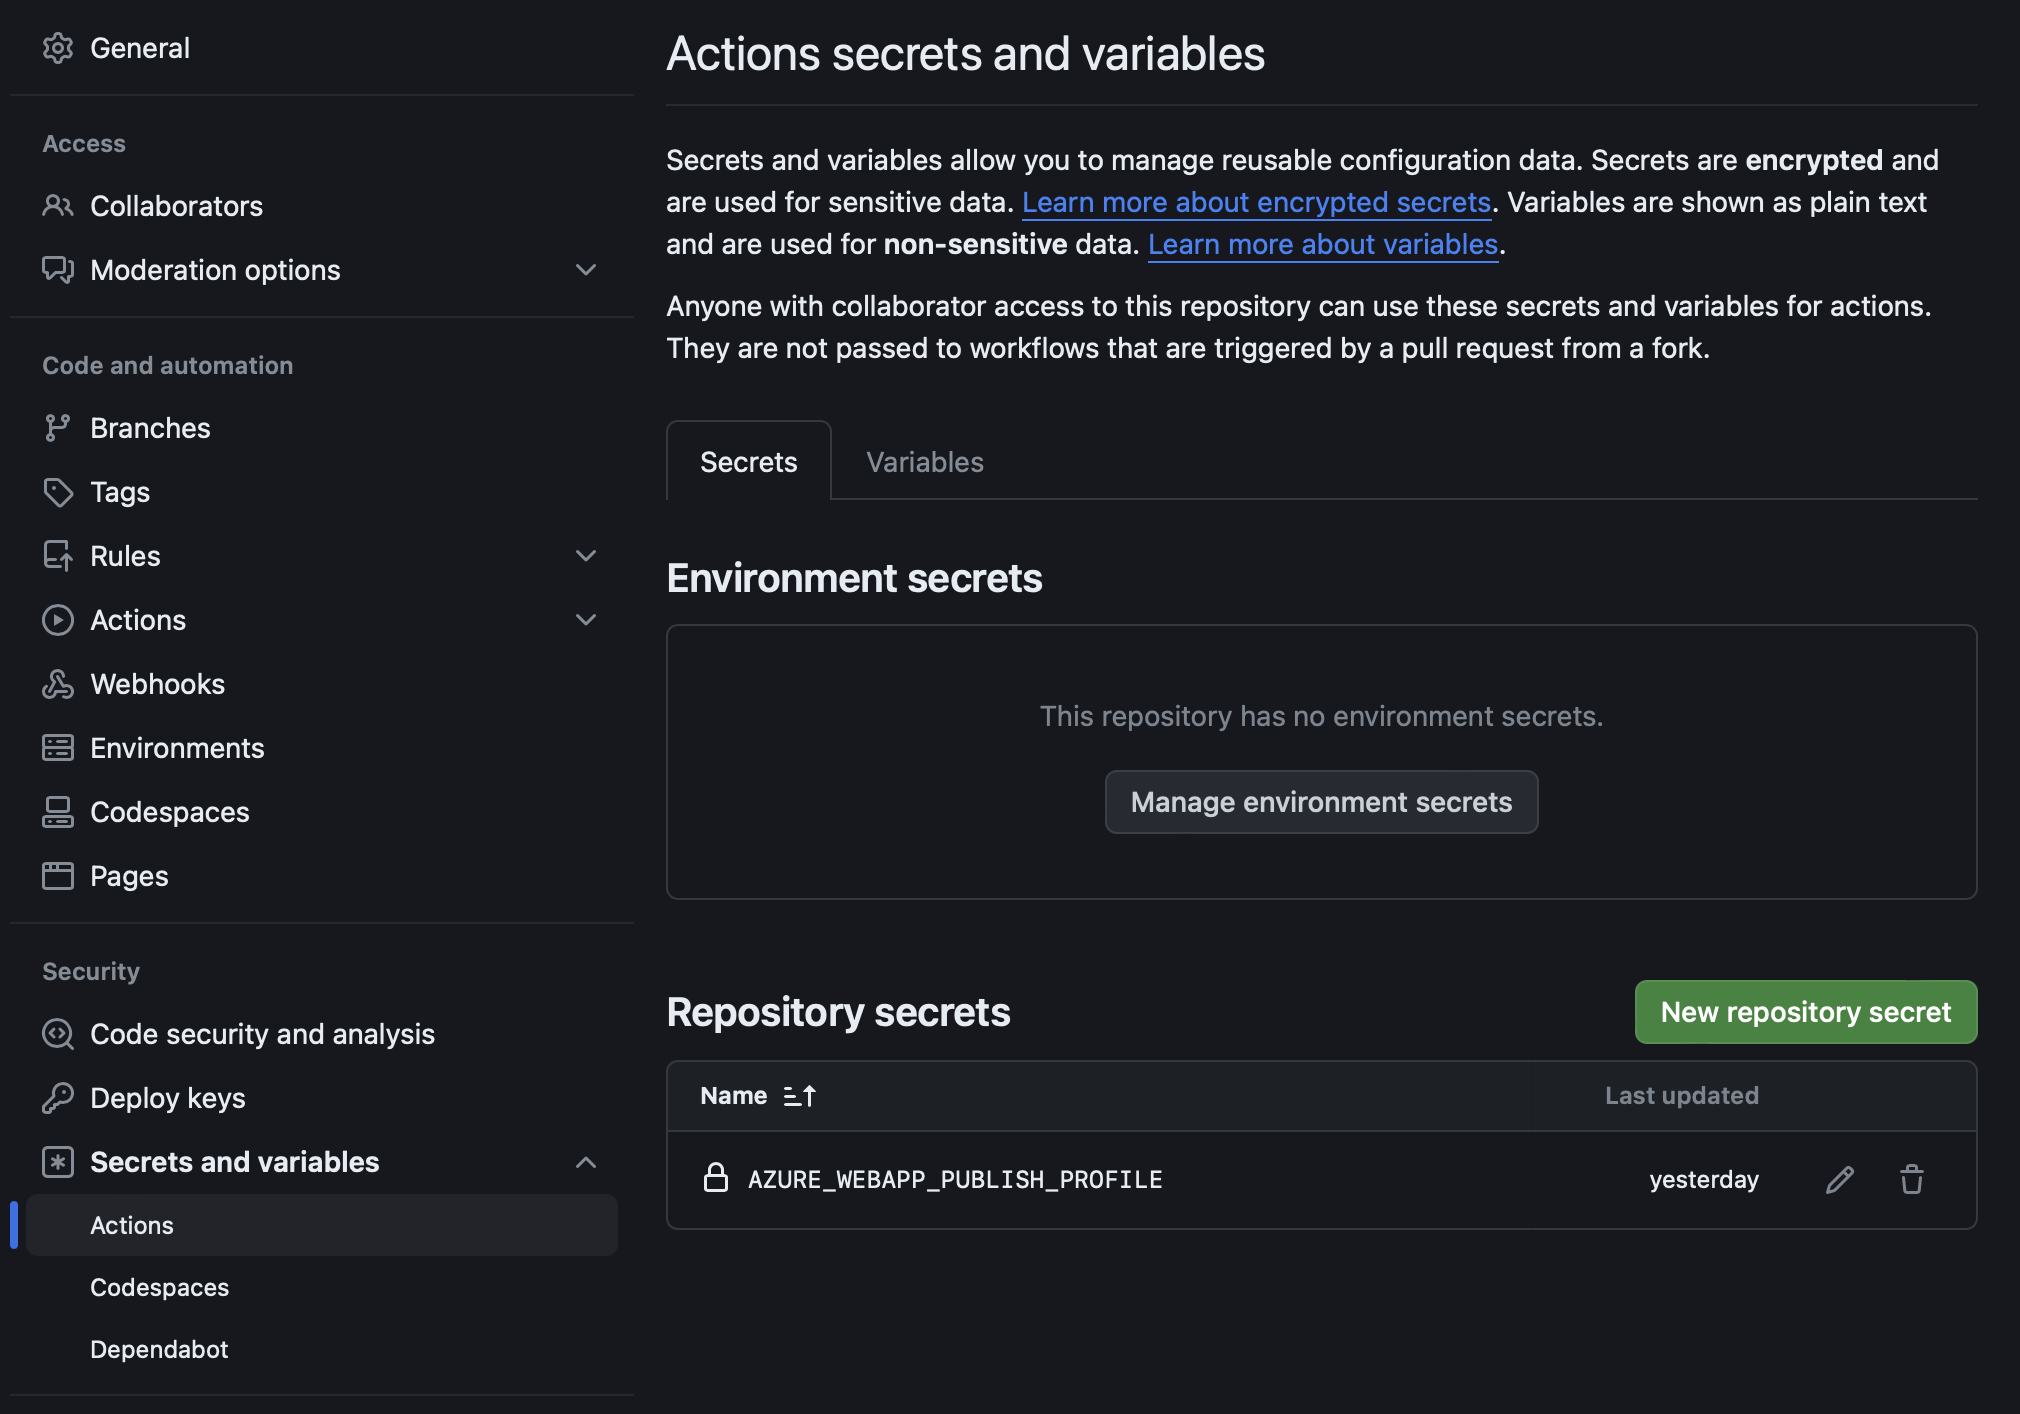 General
Access
Collaborators
Moderation options
Code and automation
Branches
Tags
Rules
Actions
Webhooks
Environments
Codespaces
Pages
Security
Code security and analysis
Deploy keys
Secrets and variables
Actions
Codespaces
Dependabot
Actions secrets and variables
Secrets and variables allow you to manage reusable configuration data. Secrets are encrypted and
are used for sensitive data. Learn more about encrypted secrets. Variables are shown as plain text
and are used for non-sensitive data. Learn more about variables.
Anyone with collaborator access to this repository can use these secrets and variables for actions.
They are not passed to workflows that are triggered by a pull request from a fork.
Secrets Variables
Environment secrets
This repository has no environment secrets.
Manage environment secrets
Repository secrets New repository secret
Name Last updated
AZURE_WEBAPP_PUBLISH_PROFILE yesterday